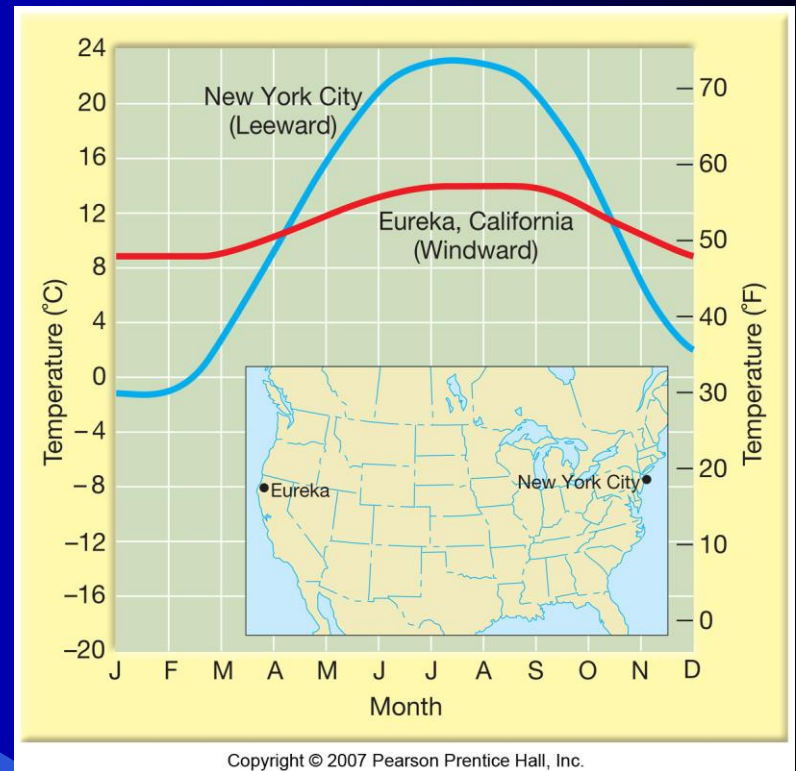 24
20
16
12
8
4
0
−4
−8
−12
−16
−20
Temperature (°C)
New York City
(Leeward)
Eureka, California
(Windward)
70
60
50
40
30
20
10
0
Temperature (°F)
Eureka
New York City
J F M A M J J A S O N D
Month
Copyright © 2007 Pearson Prentice Hall, Inc.